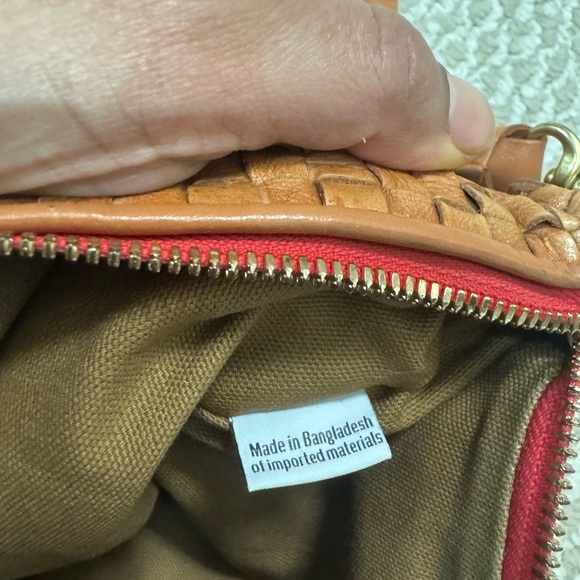 Made in Bangladesh
of imported materials